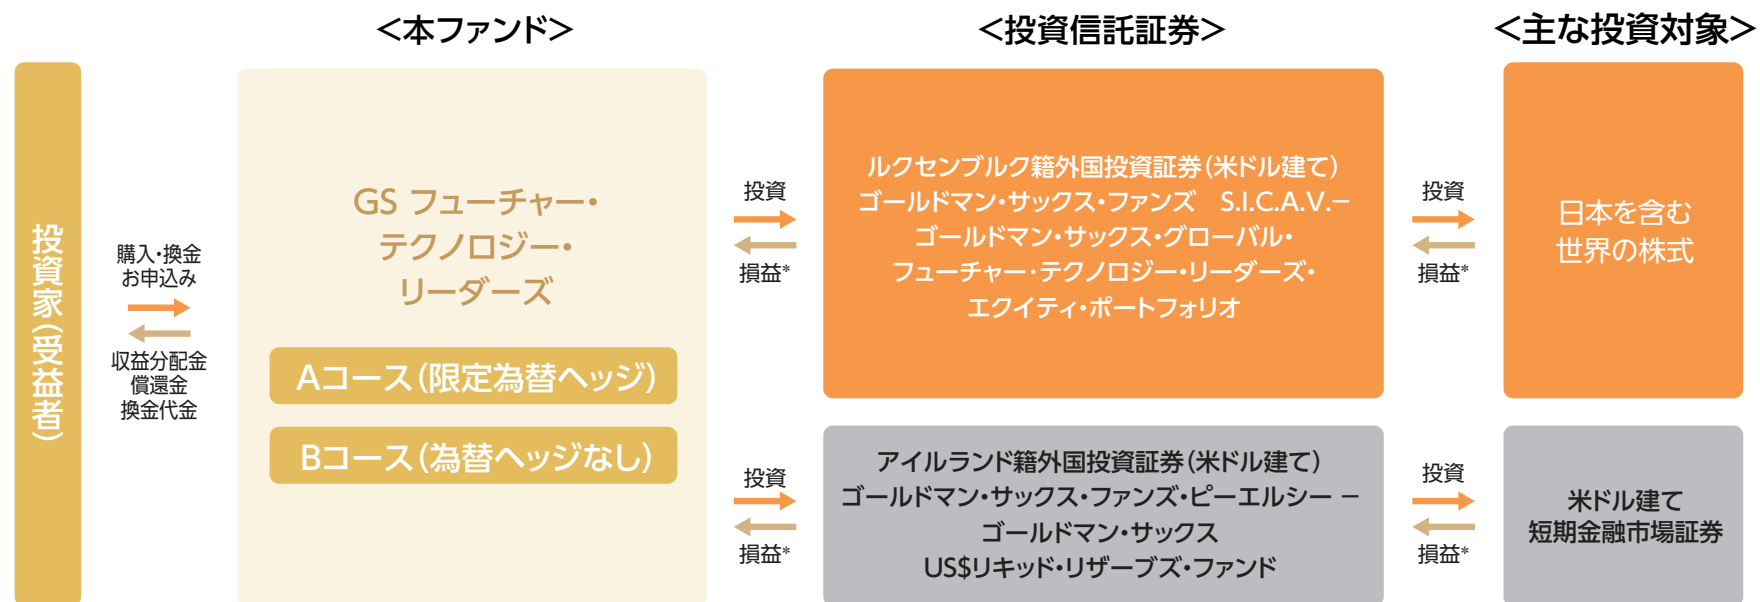 ＜本ファンド＞
＜投資信託証券＞
＜主な投資対象＞
投資家（受益者）
購入・換金
お申込み
収益分配金
償還金
換金代金
GS フューチャー・
テクノロジー・
リーダーズ
Aコース（限定為替ヘッジ）
Bコース（為替ヘッジなし）
投資
損益*
ルクセンブルク籍外国投資証券（米ドル建て）
ゴールドマン・サックス・ファンズ　S.I.C.A.V.－
ゴールドマン・サックス・グローバル・
フューチャー・テクノロジー・リーダーズ・
エクイティ・ポートフォリオ
投資
損益*
日本を含む
世界の株式
投資
損益*
アイルランド籍外国投資証券（米ドル建て）
ゴールドマン・サックス・ファンズ・ピーエルシー －
ゴールドマン・サックス
US$リキッド・リザーブズ・ファンド
投資
損益*
米ドル建て
短期金融市場証券